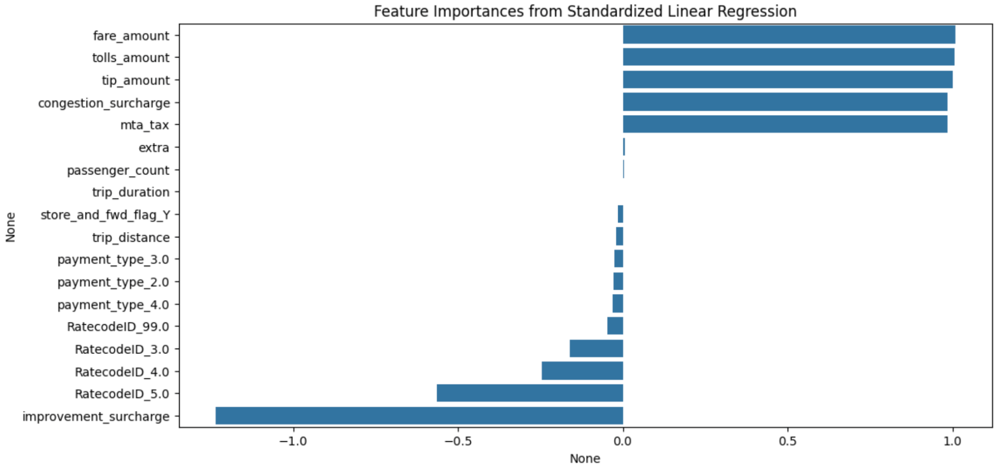 Feature Importances from Standardized Linear Regression
fare_amount
tolls_amount
tip_amount
congestion_surcharge
mta_tax
extra
passenger_count
trip_duration
store_and_fwd_flag_Y
trip_distance
payment_type_3.0
payment_type_2.0
payment_type_4.0
RatecodeID_99.0
RatecodeID_3.0
RatecodeID_4.0
RatecodeID_5.0
improvement_surcharge
None
−1.0 −0.5 0.0 0.5 1.0
None